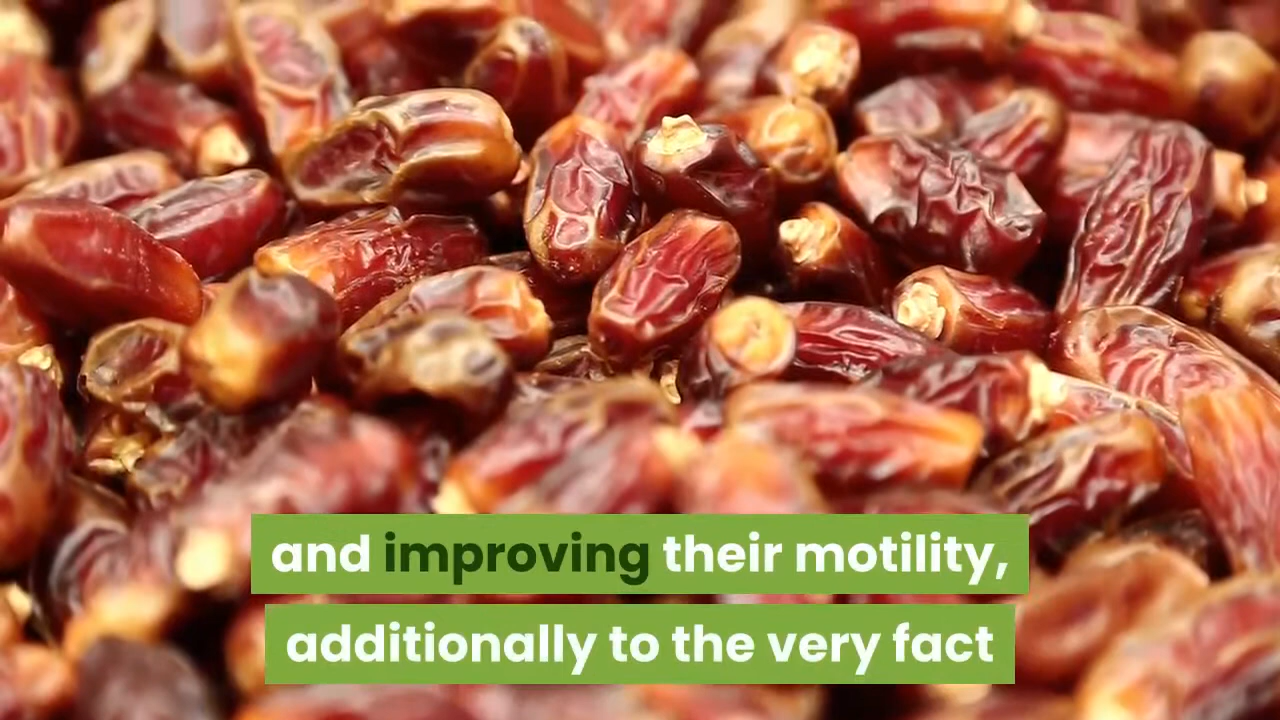 and improving their motility,
additionally to the very fact